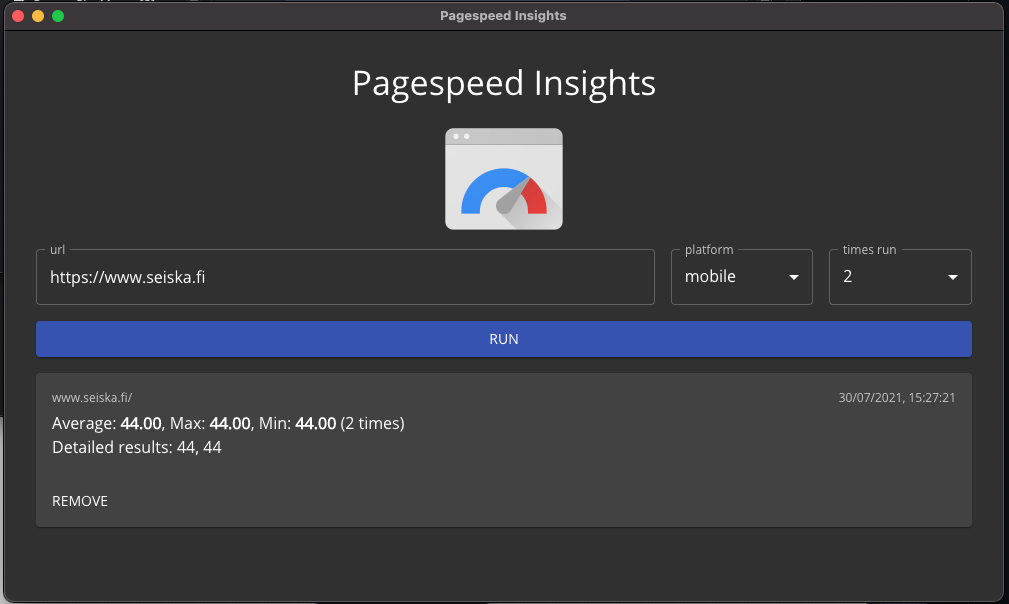 Pagespeed Insights
Pagespeed Insights
url
https://www.seiska.fi
platform
mobile
times run
2
RUN
www.seiska.fi/
30/07/2021, 15:27:21
Average: 44.00, Max: 44.00, Min: 44.00 (2 times)
Detailed results: 44, 44
REMOVE